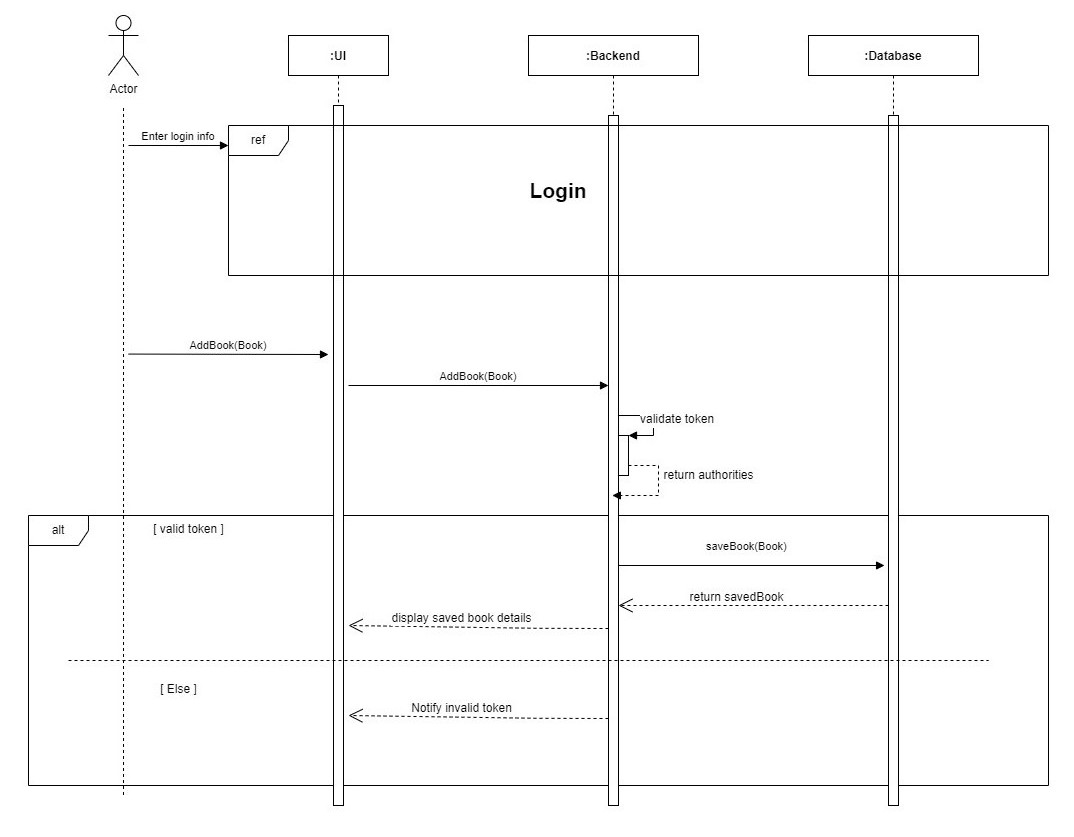 :UI
:Backend
:Database
Actor
Enter login info
ref
Login
AddBook(Book)
AddBook(Book)
validate token
return authorities
alt
[ valid token ]
saveBook(Book)
return savedBook
display saved book details
[ Else ]
Notify invalid token